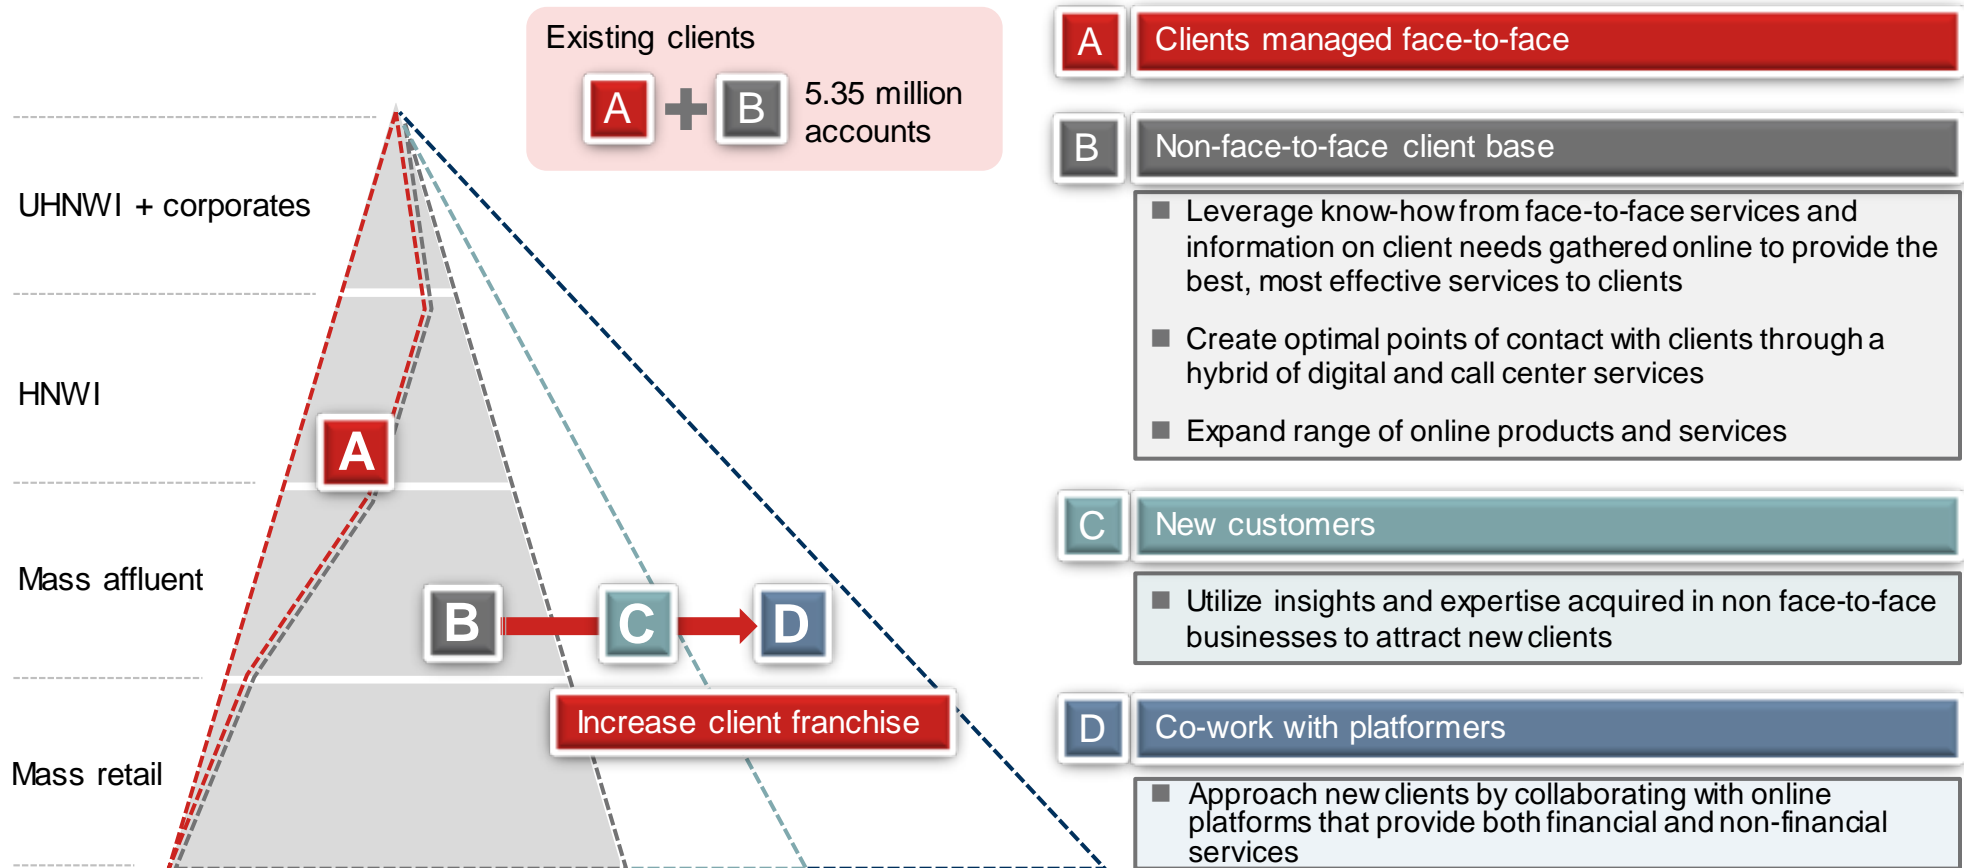 Existing clients
A
B
5.35 million
accounts
UHNWI + corporates
HNWI
Mass affluent
Mass retail
A
B
C
D
Increase client franchise
A
Clients managed face-to-face
B
Non-face-to-face client base
Leverage know-how from face-to-face services and
information on client needs gathered online to provide the
best, most effective services to clients
Create optimal points of contact with clients through a
hybrid of digital and call center services
Expand range of online products and services
C
New customers
Utilize insights and expertise acquired in non face-to-face
businesses to attract new clients
D
Co-work with platformers
Approach new clients by collaborating with online
platforms that provide both financial and non-financial
services